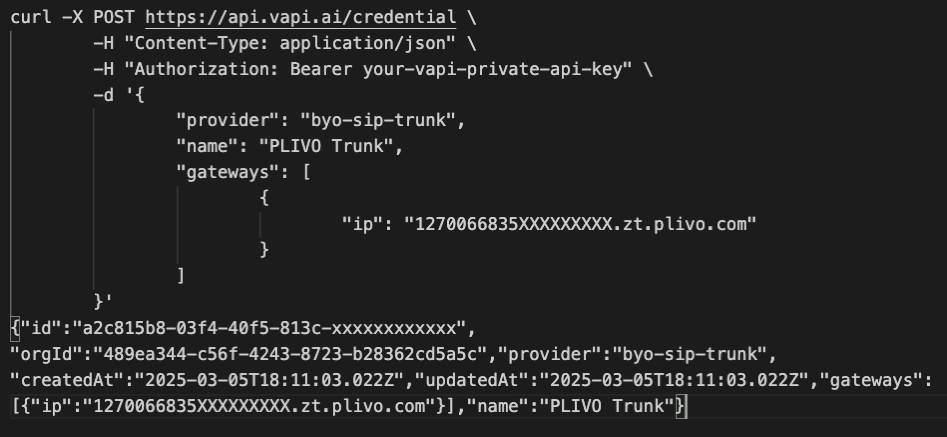 curl -X POST https://api.vapi.ai/credential \
-H "Content-Type: application/json" \
-H "Authorization: Bearer your-vapi-private-api-key" \
-d '{
"provider": "byo-sip-trunk",
"name": "PLIVO Trunk",
"gateways": [
{
"ip": "1270066835XXXXXXXXX.zt.plivo.com"
}
]
}'
{"id":"a2c815b8-03f4-40f5-813c-xxxxxxxxxxxx",
"orgId":"489ea344-c56f-4243-8723-b28362cd5a5c","provider":"byo-sip-trunk",
"createdAt":"2025-03-05T18:11:03.022Z","updatedAt":"2025-03-05T18:11:03.022Z","gateways":
[{"ip":"1270066835XXXXXXXXX.zt.plivo.com"}],"name":"PLIVO Trunk"}